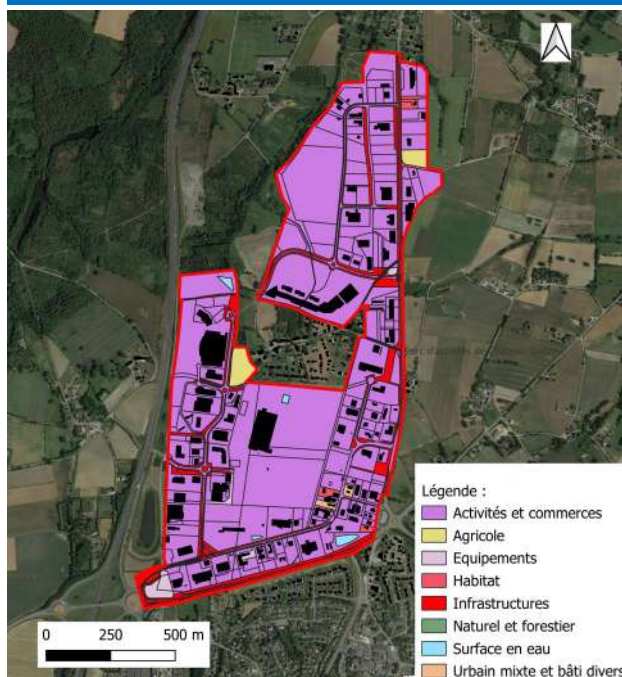 Légende :
Activités et commerces
Agricole
Equipements
Habitat
Infrastructures
Naturel et forestier
Surface en eau
Urbain mixte et bâti divers
0 250 500 m